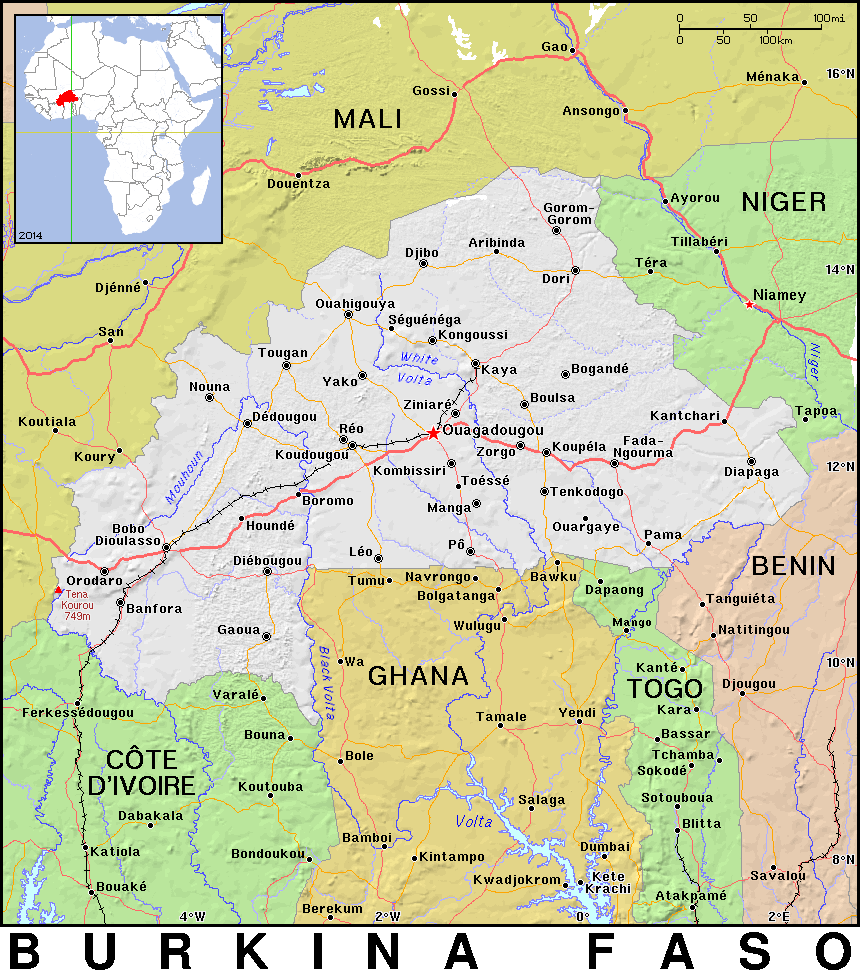 0 50 100mi
0 50 100km
Gao
Ménaka
16°N
Gossi
Ansongo
MALI
Douentza
2014
Ayorou
NIGER
Gorom-
Gorom
Tillabéri
Aribinda
Djibo
Téra
Dori
14°N
Djénné
Niamey
Ouahigouya
Séguénéga
San
Kongoussi
Niger
Tougan
White
Volta
Kaya
Bogandé
Yako
Nouna
Boulsa
Ziniaré
Kantchari
Tapoa
Dédougou
Koutiala
Réo
Ouagadougou
Koury
Koudougou
Zorgo
Koupéla
Fada-
Ngourma
Kombissiri
Diapaga
12°N
Mouhoun
Toéssé
Tenkodogo
Boromo
Manga
Houndé
Ouargaye
Bobo
Dioulasso
Pama
Pô
Léo
Diébougou
BENIN
Orodaro
Tumu
Navrongo
Bawku
Bolgatanga
Dapaong
Tena
Kourou
749m
Banfora
Tanguiéta
Wulugu
Mango
Gaoua
Natitingou
Wa
Black Volta
GHANA
Kanté
10°N
TOGO
Djougou
Varalé
Ferkessédougou
Kara
Tamale
Yendi
Bouna
Bassar
CÔTE
D'IVOIRE
Bole
Tchamba
Sokodé
Koutouba
Salaga
Sotouboua
Dabakala
Volta
Blitta
Bamboi
Katiola
Bondoukou
Kintampo
Dumbai
8°N
Kwadjokrom
Kete
Krachi
Savalou
Bouaké
Atakpamé
Berekum
4°W
2°W
0°
2°E
BURKINA FASO